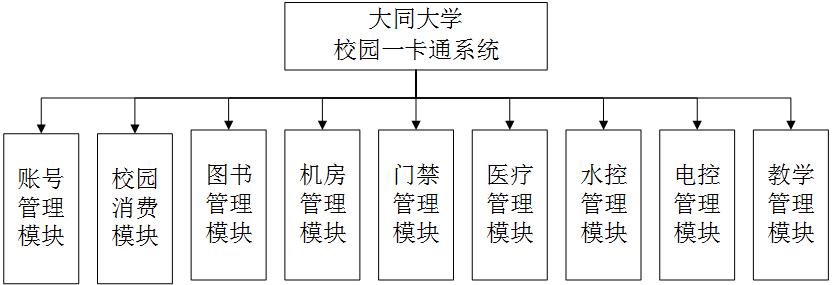 大同大学
校园一卡通系统
账号
管理
模块
校园
消费
模块
图书
管理
模块
机房
管理
模块
门禁
管理
模块
医疗
管理
模块
水控
管理
模块
电控
管理
模块
教学
管理
模块